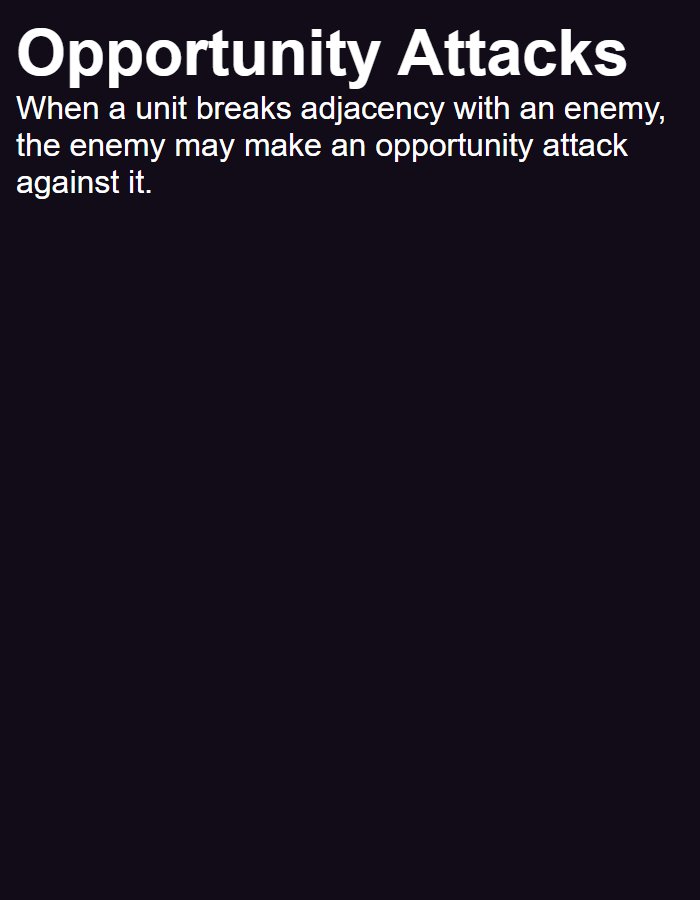 Opportunity Attacks
When a unit breaks adjacency with an enemy,
the enemy may make an opportunity attack
against it.